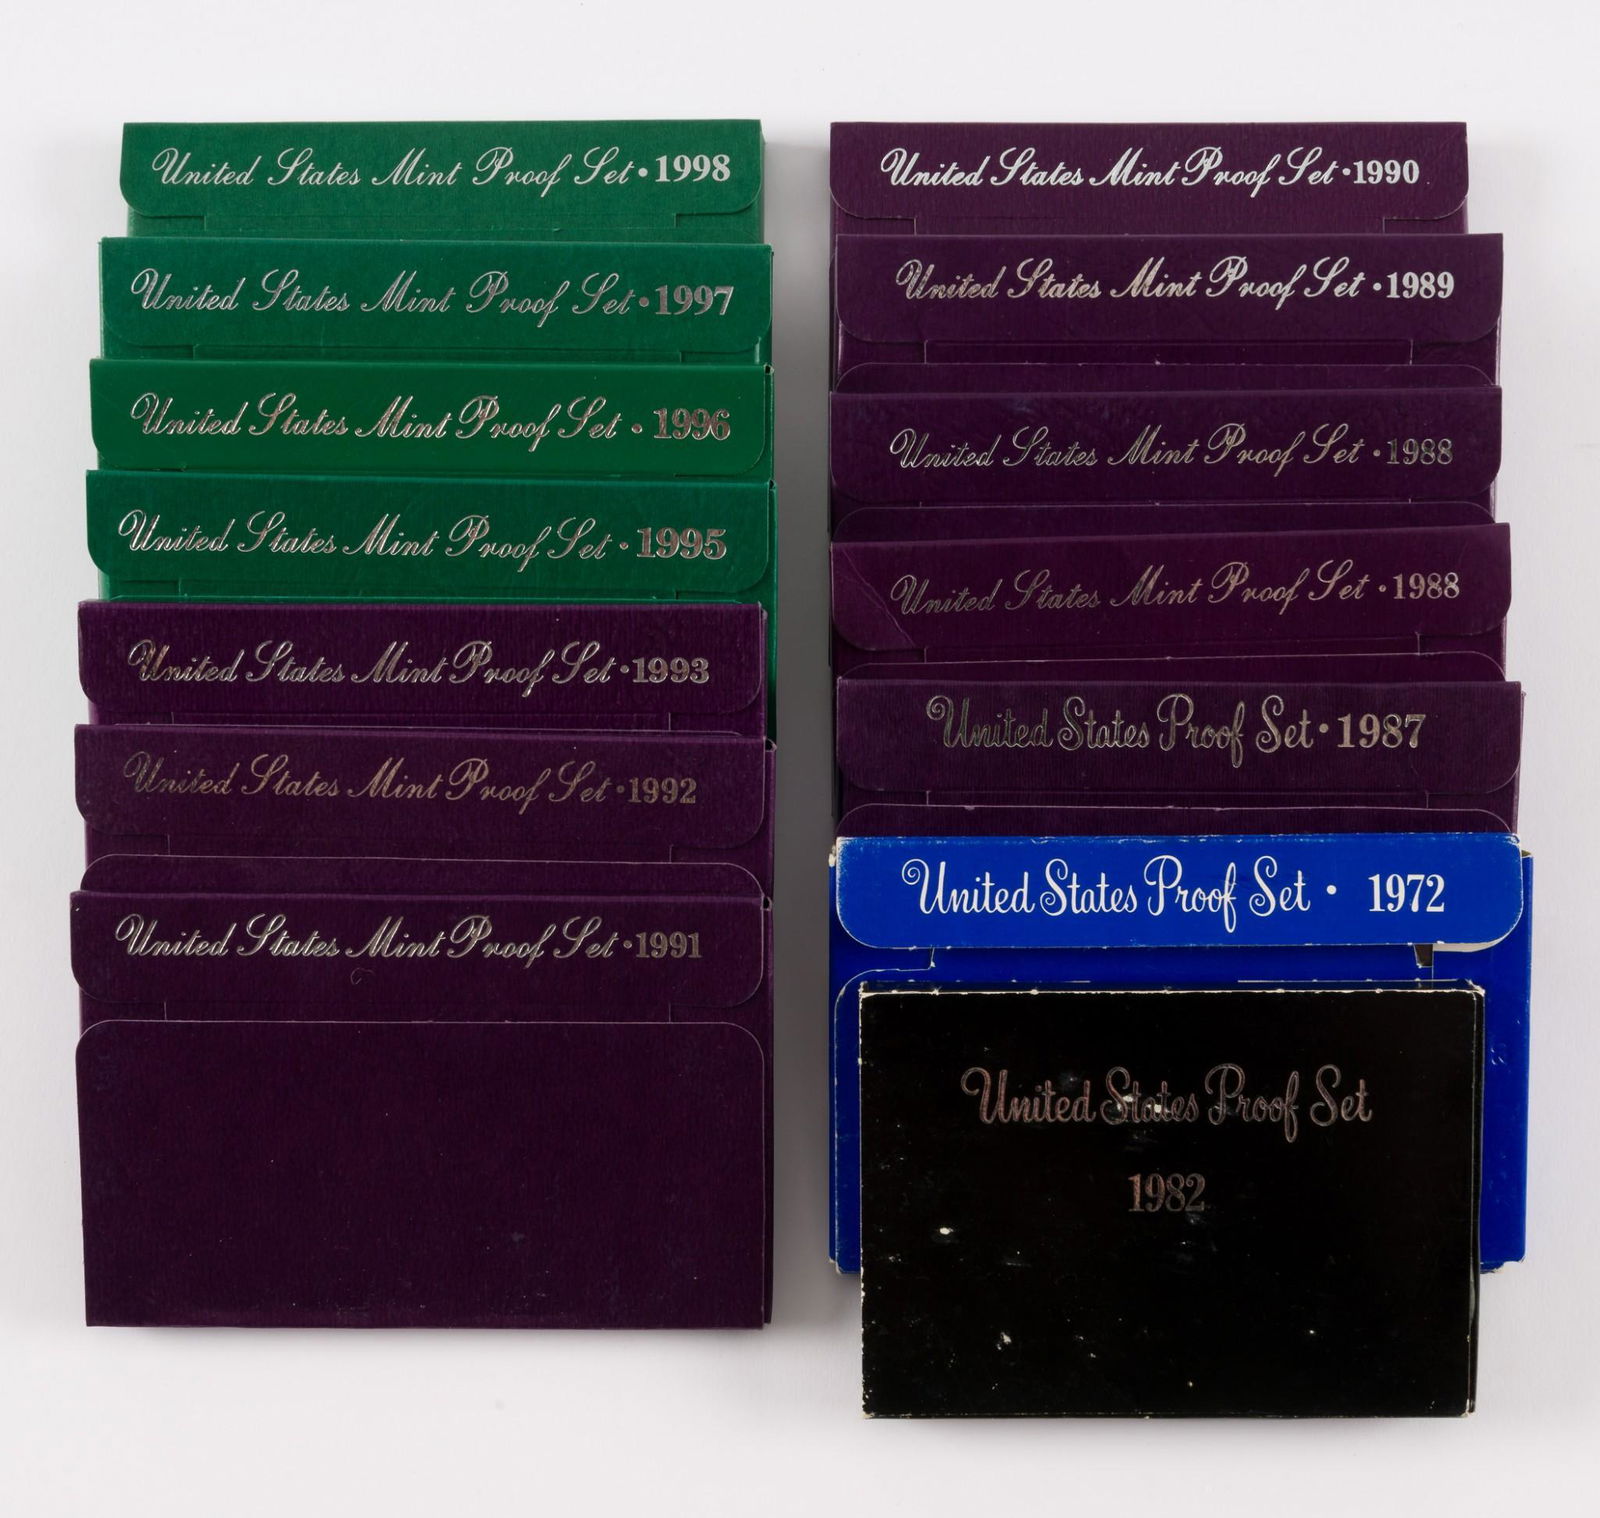 United States Mint Proof Set • 1998
United States Mint Proof Set • 1997
United States Mint Proof Set • 1996
United States Mint Proof Set • 1995
United States Mint Proof Set • 1993
United States Mint Proof Set • 1992
United States Mint Proof Set • 1991
United States Mint Proof Set • 1990
United States Mint Proof Set • 1989
United States Mint Proof Set • 1988
United States Mint Proof Set • 1988
United States Proof Set • 1987
United States Proof Set • 1972
United States Proof Set
1982